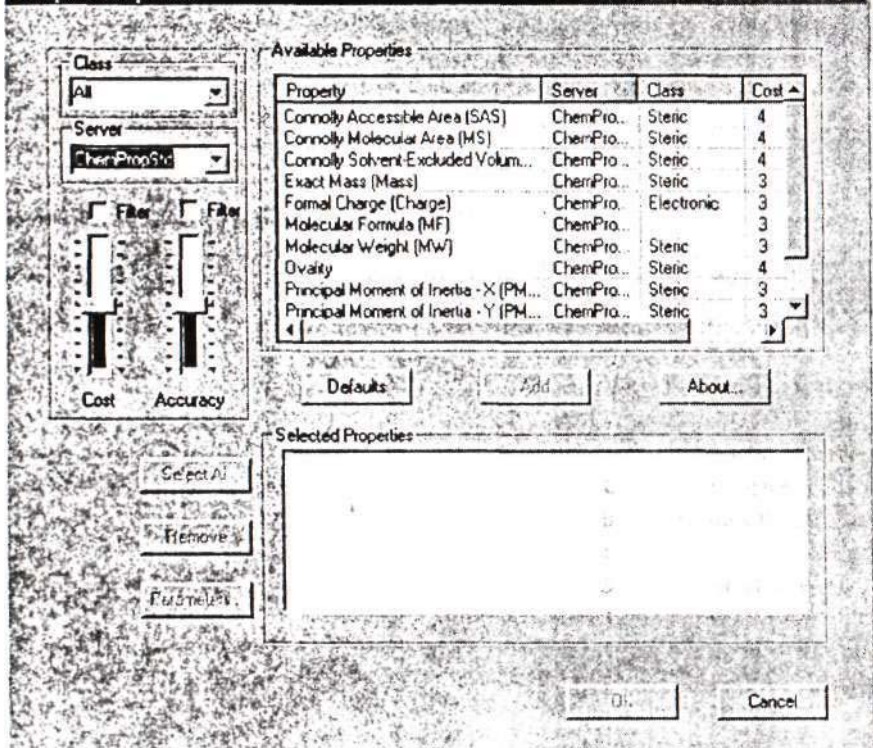 Class
All
Server
ChemPropStd
Filter Filter
Cost Accuracy
Available Properties
Property Server Class Cost
Connolly Accessible Area (SAS) ChemPro... Steric 4
Connolly Molecular Area (MS) ChemPro... Steric 4
Connolly Solvent-Excluded Volum... ChemPro... Steric 4
Exact Mass (Mass) ChemPro... Steric 3
Formal Charge (Charge) ChemPro... Electronic 3
Molecular Formula (MF) ChemPro... 3
Molecular Weight (MW) ChemPro... Steric 3
Ovality ChemPro... Steric 4
Principal Moment of Inertia - X (PM... ChemPro... Steric 3
Principal Moment of Inertia - Y (PM... ChemPro... Steric 3
Defaults Add About...
Selected Properties
Select All
Remove
Parameters...
OK Cancel